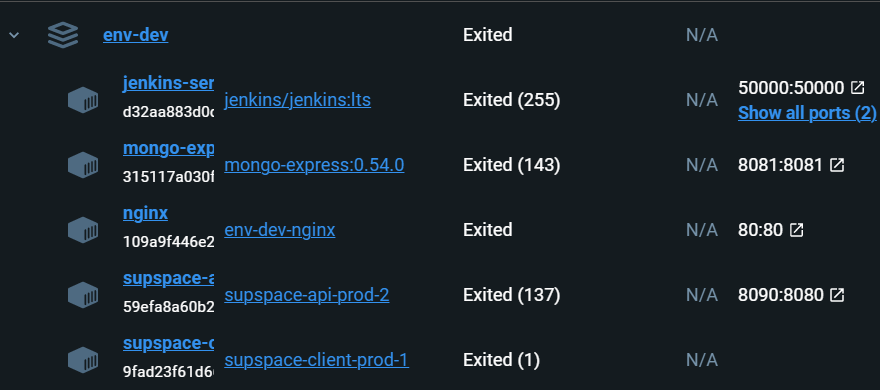 env-dev Exited N/A
jenkins-ser
d32aa883d0 jenkins/jenkins:lts Exited (255) N/A 50000:50000
Show all ports (2)
mongo-exp
315117a030f mongo-express:0.54.0 Exited (143) N/A 8081:8081
nginx
109a9f446e2 env-dev-nginx Exited N/A 80:80
supspace-a
59efa8a60b2 supspace-api-prod-2 Exited (137) N/A 8090:8080
supspace-c
9fad23f61d6 supspace-client-prod-1 Exited (1) N/A